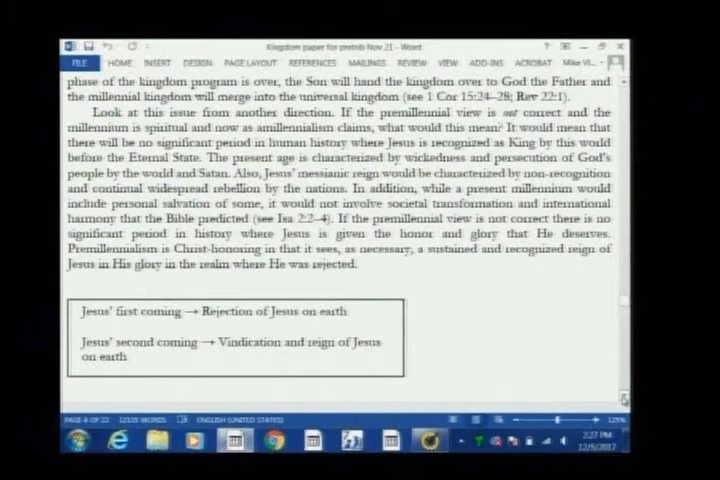 Kingdom paper for pretrib Nov 21 - Word
FILE HOME INSERT DESIGN PAGE LAYOUT REFERENCES MAILINGS REVIEW VIEW ADD-INS ACROBAT Mike Vl...
phase of the kingdom program is over, the Son will hand the kingdom over to God the Father and
the millennial kingdom will merge into the universal kingdom (see 1 Cor 15:24–28; Rev 22:1).
Look at this issue from another direction. If the premillennial view is not correct and the
millennium is spiritual and now as amillennialism claims, what would this mean? It would mean that
there will be no significant period in human history where Jesus is recognized as King by this world
before the Eternal State. The present age is characterized by wickedness and persecution of God's
people by the world and Satan. Also, Jesus' messianic reign would be characterized by non-recognition
and continual widespread rebellion by the nations. In addition, while a present millennium would
include personal salvation of some, it would not involve societal transformation and international
harmony that the Bible predicted (see Isa 2:2–4). If the premillennial view is not correct there is no
significant period in history where Jesus is given the honor and glory that He deserves.
Premillennialism is Christ-honoring in that it sees, as necessary, a sustained and recognized reign of
Jesus in His glory in the realm where He was rejected.
Jesus' first coming → Rejection of Jesus on earth
Jesus' second coming → Vindication and reign of Jesus
on earth
PAGE 4 OF 22 12135 WORDS ENGLISH (UNITED STATES) 125%
2:27 PM
12/5/2017